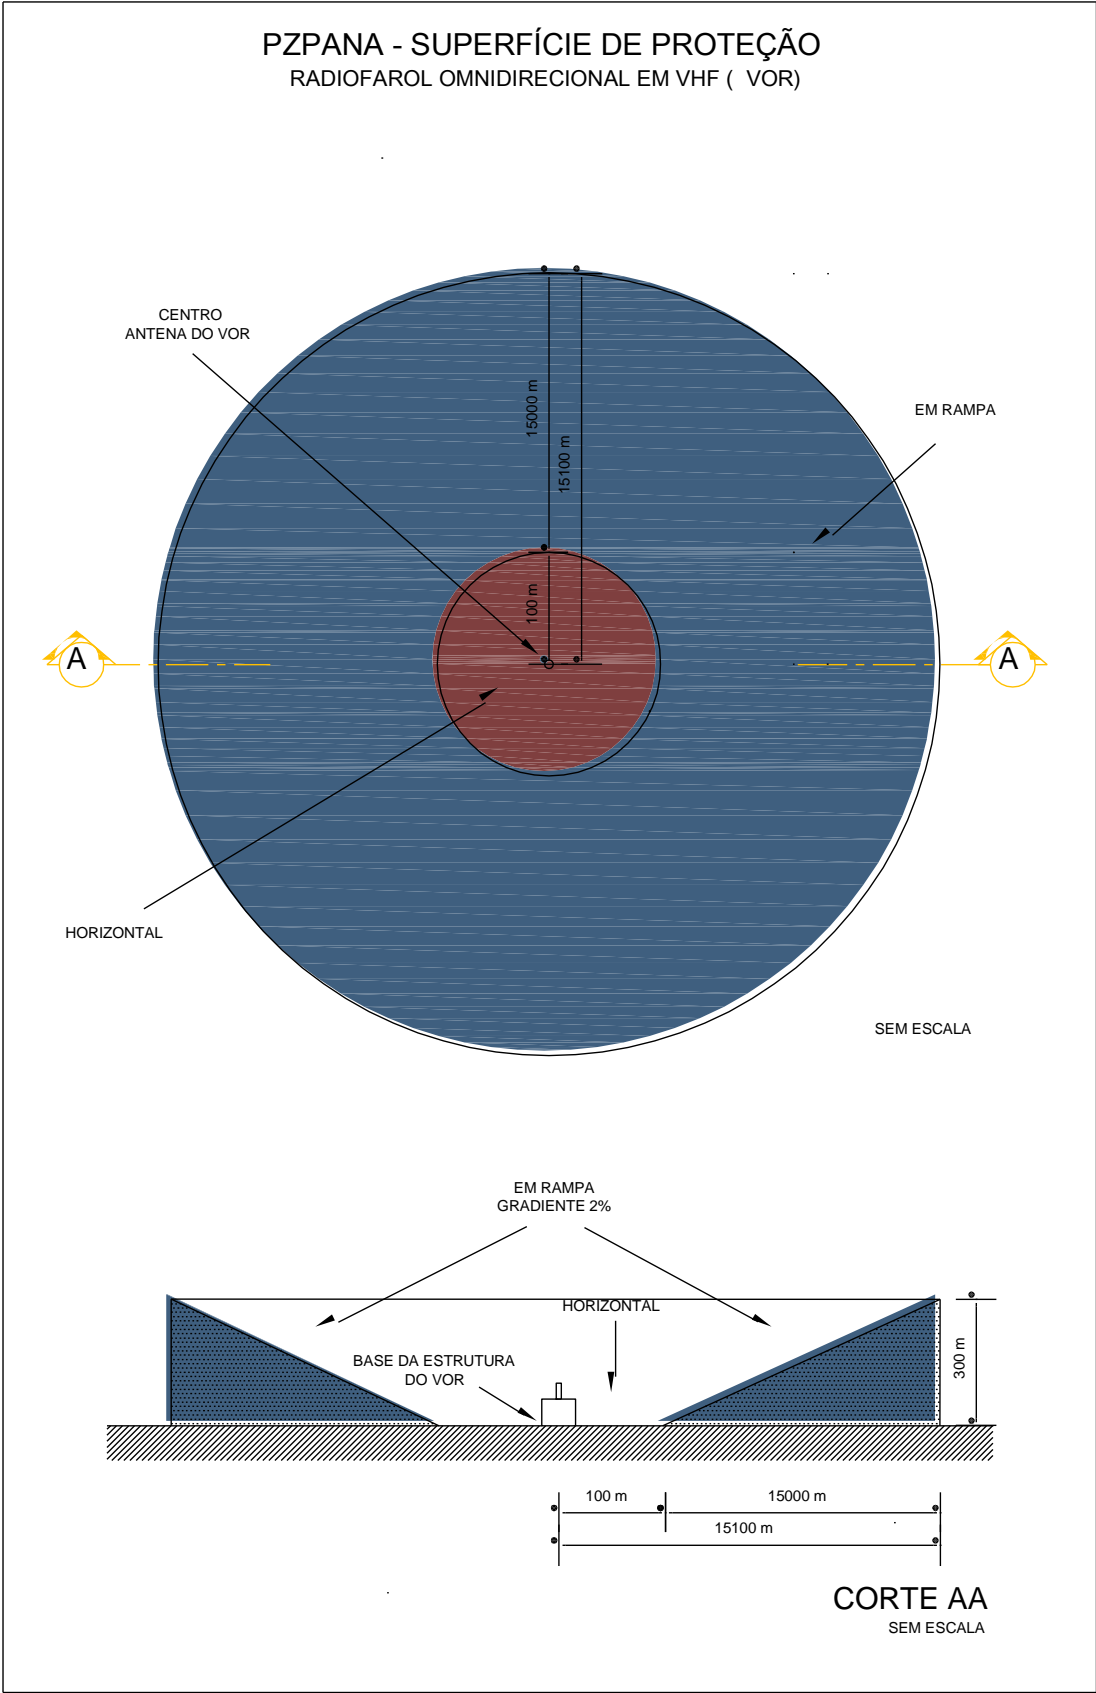 PZPANA - SUPERFÍCIE DE PROTEÇÃO
RADIOFAROL OMNIDIRECIONAL EM VHF ( VOR)
CENTRO
ANTENA DO VOR
15000 m
15100 m
EM RAMPA
100 m
A
A
HORIZONTAL
SEM ESCALA
EM RAMPA
GRADIENTE 2%
HORIZONTAL
BASE DA ESTRUTURA
DO VOR
300 m
100 m
15000 m
15100 m
CORTE AA
SEM ESCALA